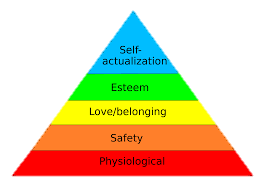 Self-
actualization
Esteem
Love/belonging
Safety
Physiological